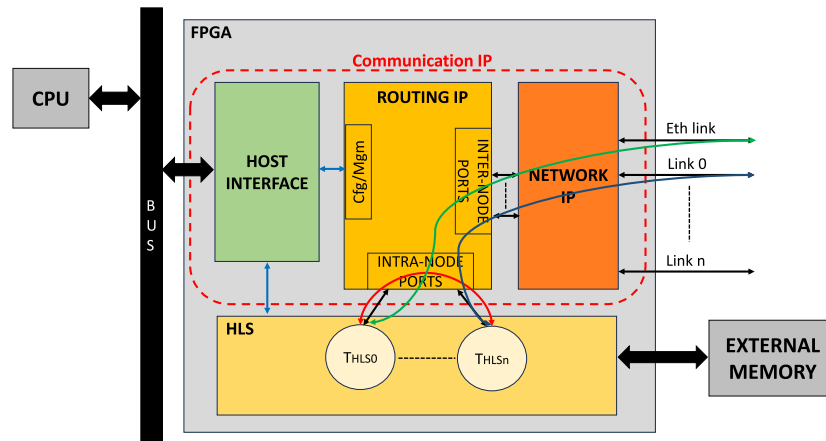 FPGA
Communication IP
CPU
ROUTING IP
Eth link
HOST
INTERFACE
Cfg/Mgm
INTER-NODE
PORTS
NETWORK
IP
Link 0
B
U
S
INTRA-NODE
PORTS
Link n
HLS
THLS0
THLSn
EXTERNAL
MEMORY